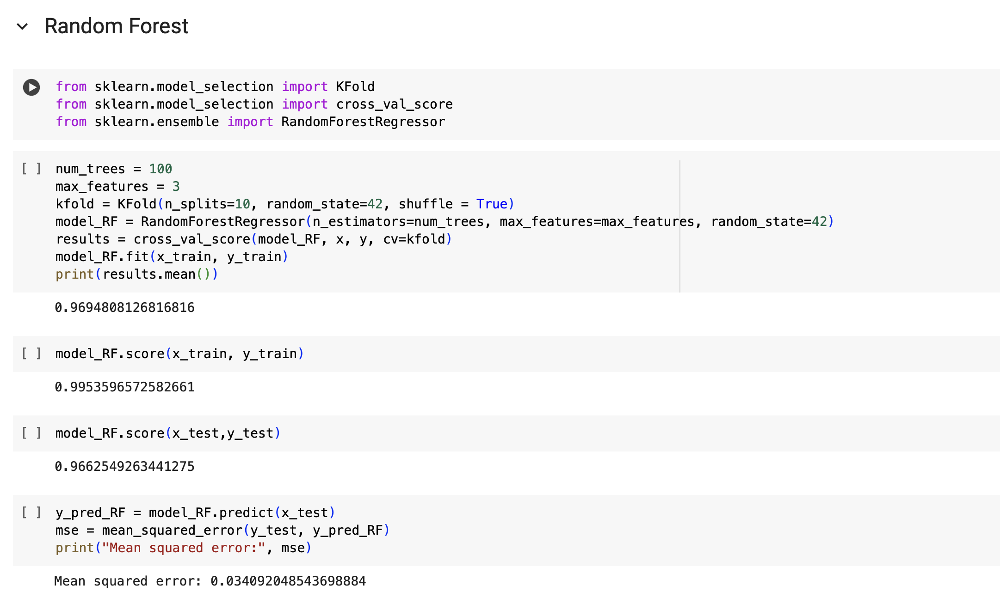 Random Forest
from sklearn.model_selection import KFold
from sklearn.model_selection import cross_val_score
from sklearn.ensemble import RandomForestRegressor
[ ] num_trees = 100
max_features = 3
kfold = KFold(n_splits=10, random_state=42, shuffle = True)
model_RF = RandomForestRegressor(n_estimators=num_trees, max_features=max_features, random_state=42)
results = cross_val_score(model_RF, x, y, cv=kfold)
model_RF.fit(x_train, y_train)
print(results.mean())
0.9694808126816816
[ ] model_RF.score(x_train, y_train)
0.9953596572582661
[ ] model_RF.score(x_test,y_test)
0.9662549263441275
[ ] y_pred_RF = model_RF.predict(x_test)
mse = mean_squared_error(y_test, y_pred_RF)
print("Mean squared error:", mse)
Mean squared error: 0.034092048543698884